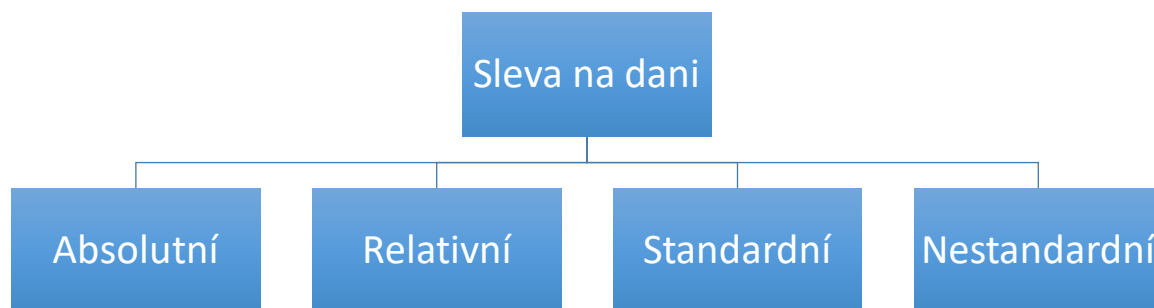 Sleva na dani
Absolutní
Relativní
Standardní
Nestandardní